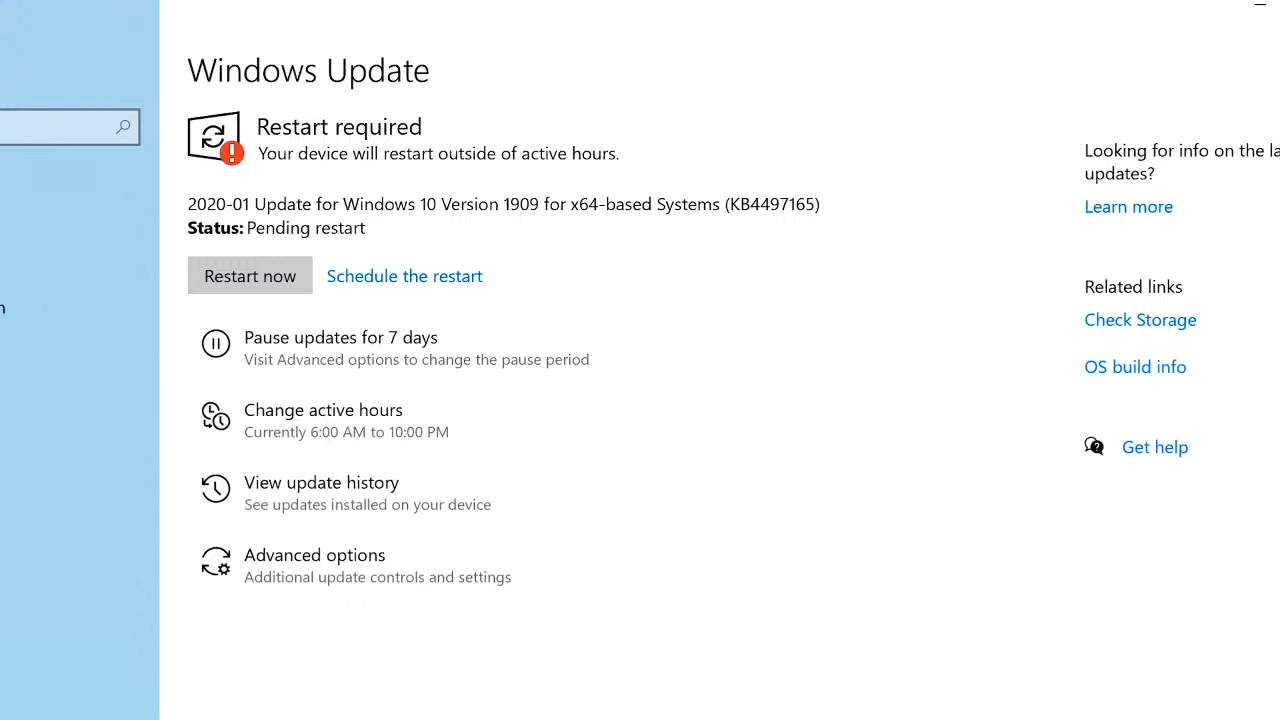 Windows Update
Restart required
Your device will restart outside of active hours.
2020-01 Update for Windows 10 Version 1909 for x64-based Systems (KB4497165)
Status: Pending restart
Restart now Schedule the restart
Pause updates for 7 days
Visit Advanced options to change the pause period
Change active hours
Currently 6:00 AM to 10:00 PM
View update history
See updates installed on your device
Advanced options
Additional update controls and settings
Looking for info on the
updates?
Learn more
Related links
Check Storage
OS build info
Get help